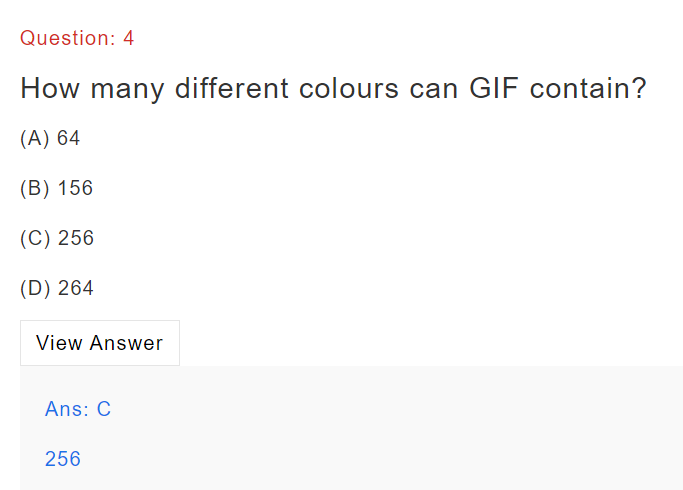 Question: 4
How many different colours can GIF contain?
(A) 64
(B) 156
(C) 256
(D) 264
View Answer
Ans: C
256